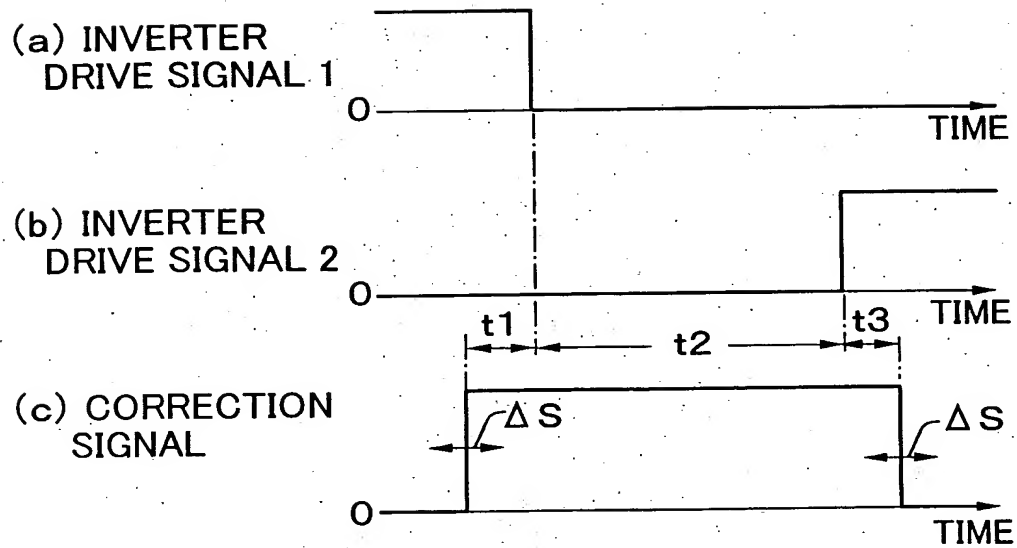 (a) INVERTER
DRIVE SIGNAL 1
0
TIME
(b) INVERTER
DRIVE SIGNAL 2
0
TIME
t1
t2
t3
(c) CORRECTION
SIGNAL
ΔS
ΔS
0
TIME